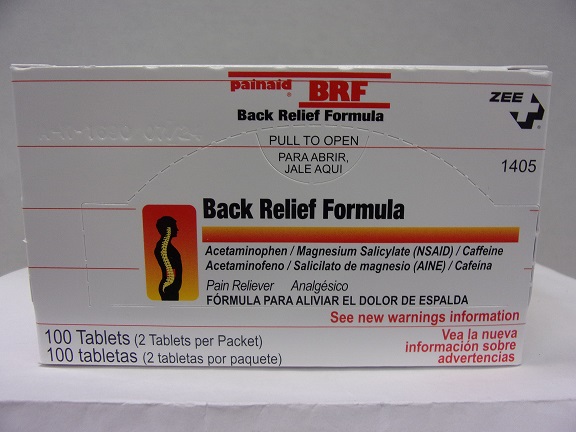 painaid® BRF
Back Relief Formula
ZEE
PULL TO OPEN
PARA ABRIR,
JALE AQUI
1405
Back Relief Formula
Acetaminophen / Magnesium Salicylate (NSAID) / Caffeine
Acetaminofeno / Salicilato de magnesio (AINE) / Cafeína
Pain Reliever Analgésico
FÓRMULA PARA ALIVIAR EL DOLOR DE ESPALDA
See new warnings information
100 Tablets (2 Tablets per Packet)
100 tabletas (2 tabletas por paquete)
Vea la nueva
información sobre
advertencias